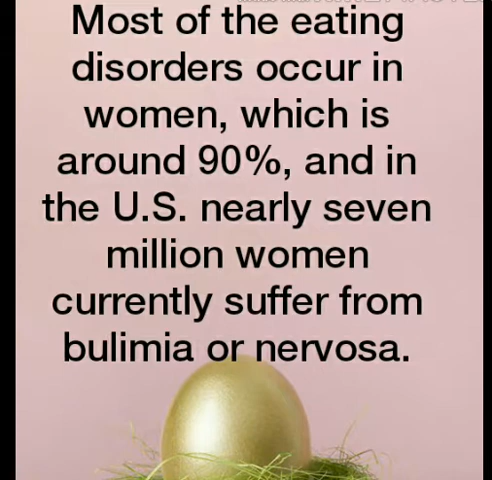 Most of the eating
disorders occur in
women, which is
around 90%, and in
the U.S. nearly seven
million women
currently suffer from
bulimia or nervosa.